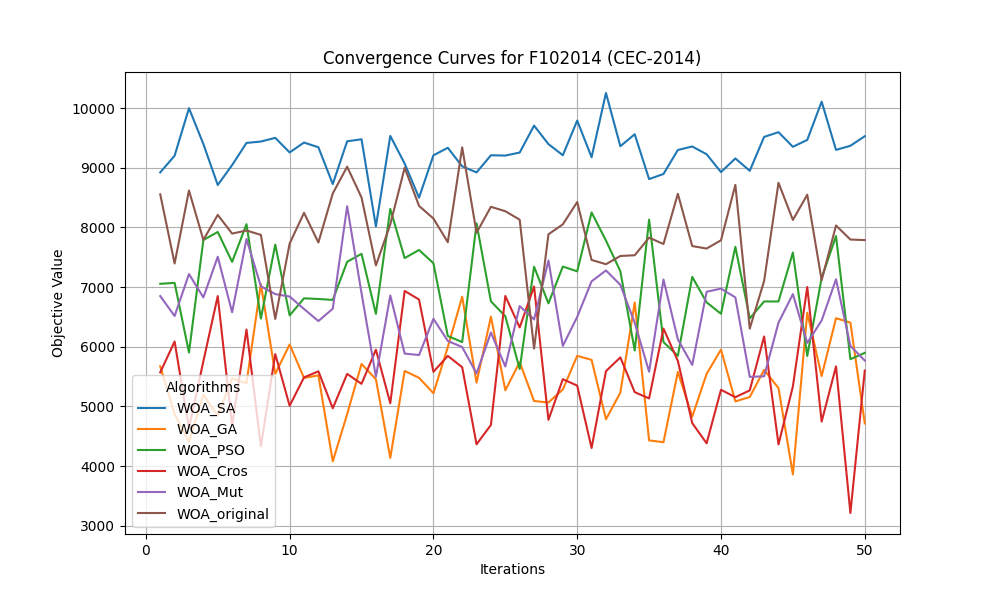 Convergence Curves for F102014 (CEC-2014)
Objective Value
10000
9000
8000
7000
6000
5000
4000
3000
Algorithms
WOA_SA
WOA_GA
WOA_PSO
WOA_Cros
WOA_Mut
WOA_original
0 10 20 30 40 50
Iterations